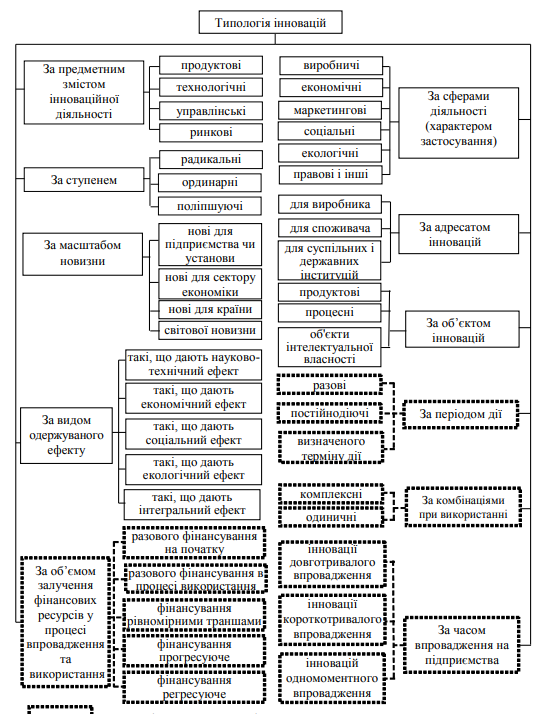 Типологія інновацій
За предметним
змістом
інноваційної
діяльності
продуктові
технологічні
управлінські
ринкові
За ступенем
радикальні
ординарні
поліпшуючі
За масштабом
новизни
нові для
підприємства чи
установи
нові для сектору
економіки
нові для країни
світової новизни
За видом
одержуваного
ефекту
такі, що дають науково-
технічний ефект
такі, що дають
економічний ефект
такі, що дають
соціальний ефект
такі, що дають
екологічний ефект
такі, що дають
інтегральний ефект
За об’ємом
залучення
фінансових
ресурсів у
процесі
впровадження
та
використання
разового фінансування
на початку
разового фінансування в
процесі використання
фінансування
рівномірними траншами
фінансування
прогресуюче
фінансування
регресуюче
виробничі
економічні
маркетингові
соціальні
екологічні
правові і інші
За сферами
діяльності
(характером
застосування)
для виробника
для споживача
для суспільних і
державних
інституцій
За адресатом
інновацій
продуктові
процесні
об'єкти
інтелектуальної
власності
За об’єктом
інновацій
разові
постійнодіючі
визначеного
терміну дії
За періодом дії
комплексні
одиничні
За комбінаціями
при використанні
інновації
довготривалого
впровадження
інновації
короткотривалого
впровадження
інновацій
одномоментного
впровадження
За часом
впровадження на
підприємства